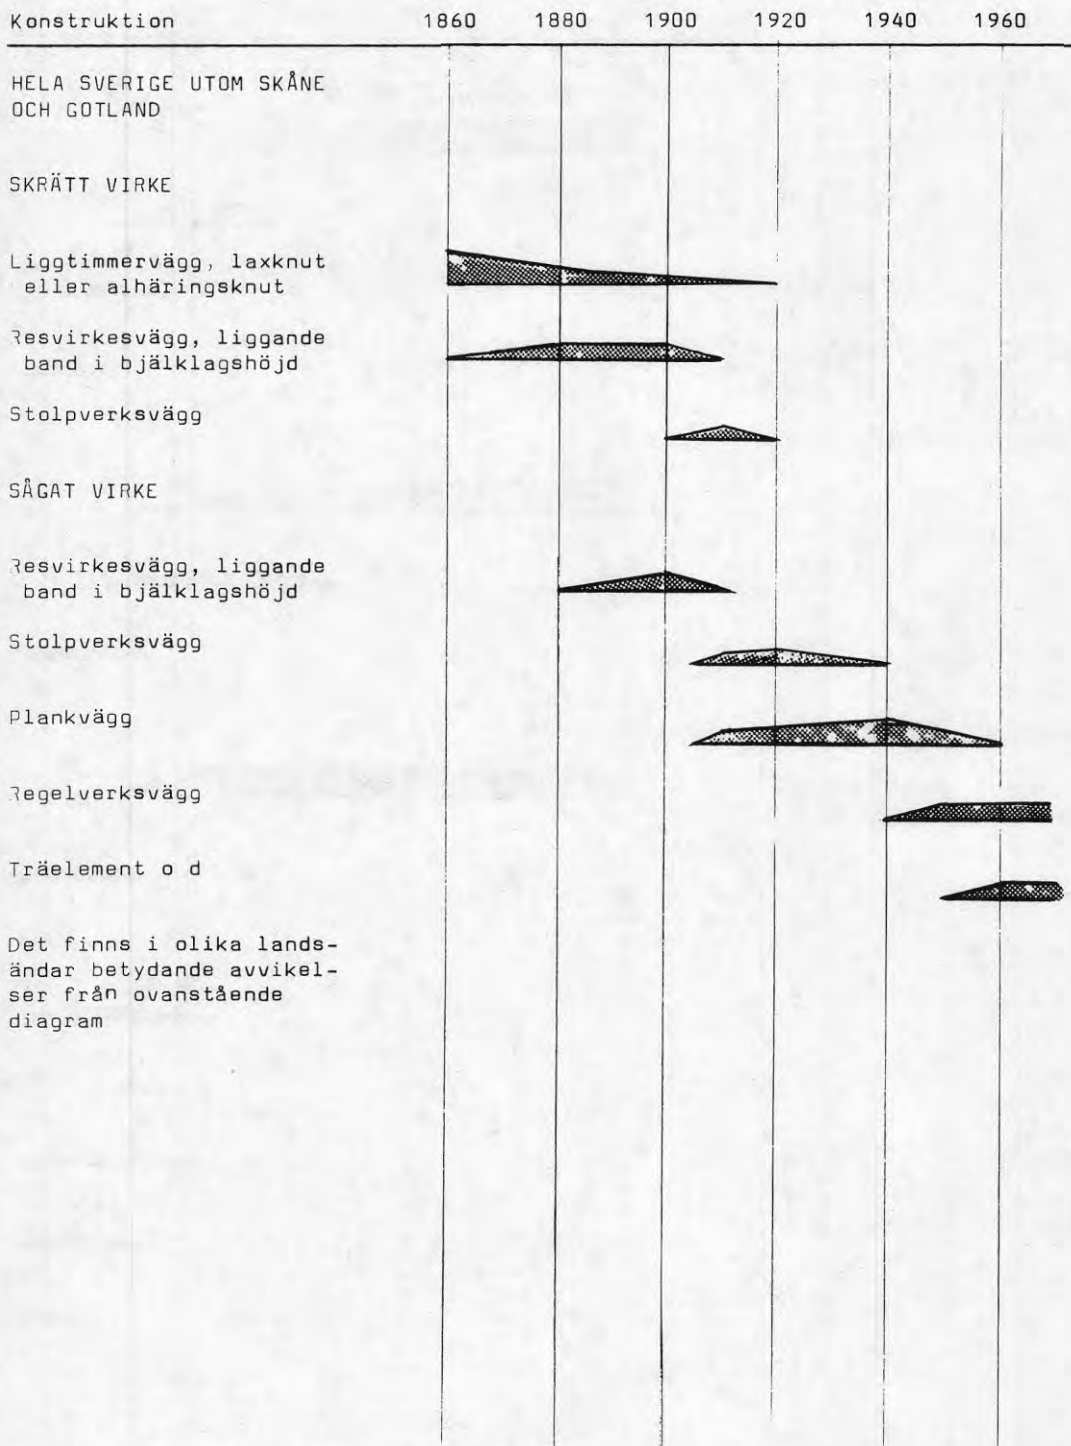 Konstruktion 1860 1880 1900 1920 1940 1960
HELA SVERIGE UTOM SKÅNE
OCH GOTLAND
SKRÄTT VIRKE
Liggtimmervägg, laxknut
eller alhäringsknut
Resvirkesvägg, liggande
band i bjälklagshöjd
Stolpverksvägg
SÅGAT VIRKE
Resvirkesvägg, liggande
band i bjälklagshöjd
Stolpverksvägg
Plankvägg
Regelverksvägg
Träelement o d
Det finns i olika lands-
ändar betydande avvikel-
ser från ovanstående
diagram